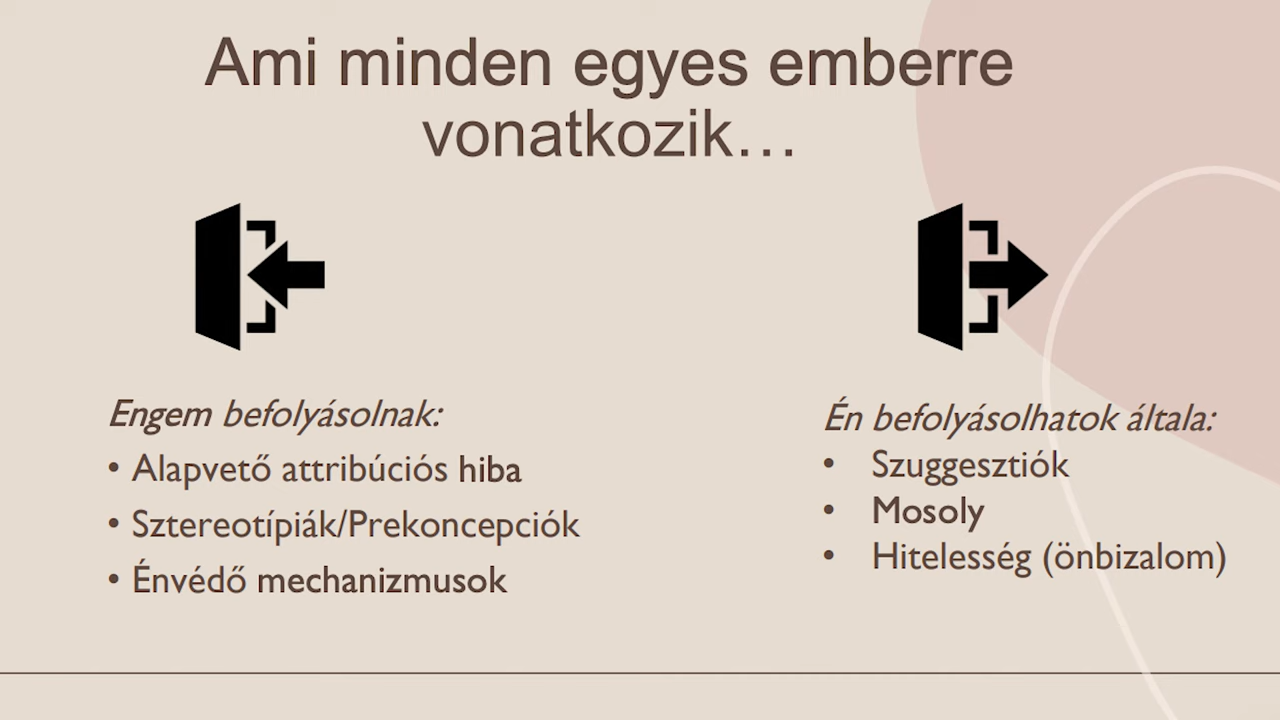 Ami minden egyes emberre
vonatkozik…
Engem befolyásolnak:
• Alapvető attribúciós hiba
• Sztereotípiák/Prekoncepciók
• Énvédő mechanizmusok
Én befolyásolhatok általa:
• Szuggesztiók
• Mosoly
• Hitelesség (önbizalom)